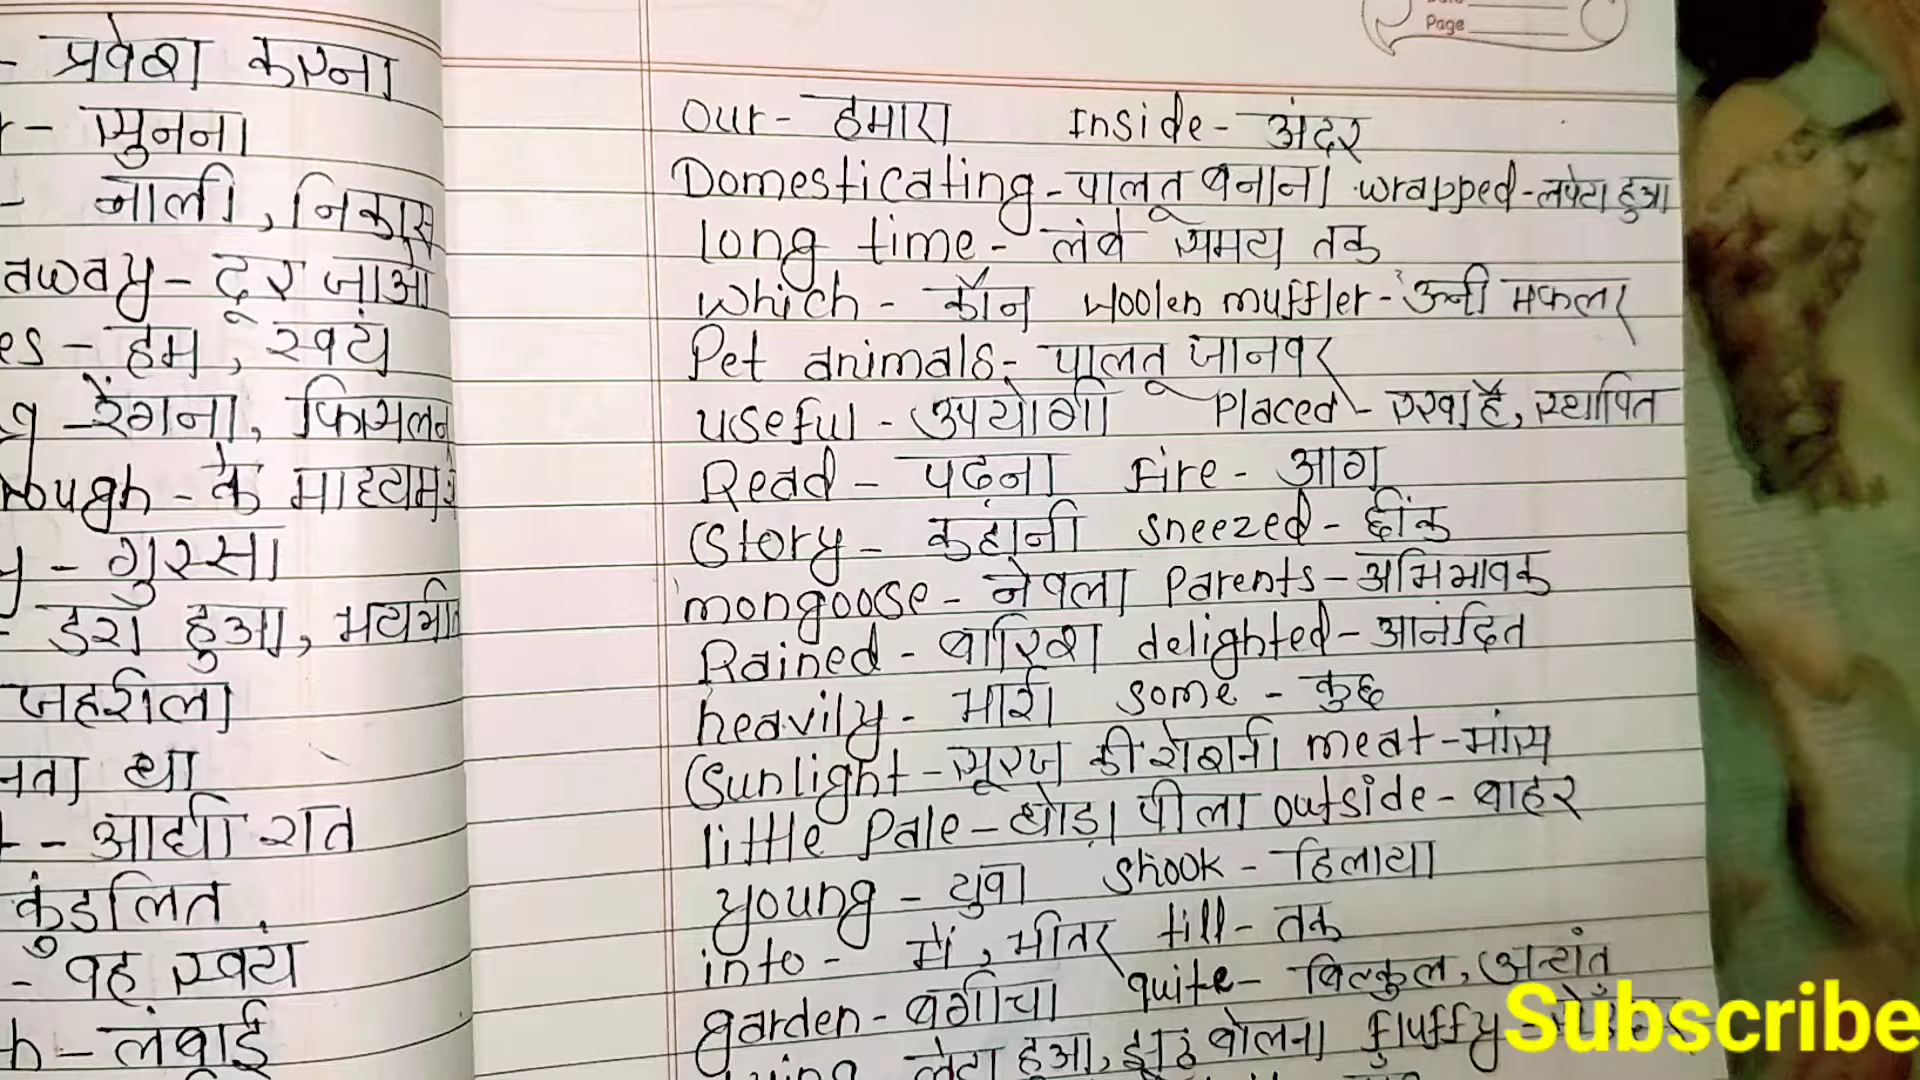 - प्रवेश करना
- सुनना
- नाली, निकास
away - दूर जाओ
es - हम, स्वयं
g - रेंगना, फिसलन
rough - के माध्यम से
y - गुस्सा
- डरा हुआ, भयभीत
जहरीला
नता था
t - आधी रात
कुंडलित
- वह स्वयं
h - लंबाई
Page
Our - हमारा Inside - अंदर
Domesticating - पालतू बनाना wrapped - लपेटा हुआ
long time - लंबे समय तक
which - कौन woolen muffler - ऊनी मफलर
Pet animals - पालतू जानवर
useful - उपयोगी Placed - रखा है, स्थापित
Read - पढ़ना Fire - आग
Story - कहानी sneezed - छींक
mongoose - नेवला Parents - अभिभावक
Rained - बारिश delighted - आनंदित
heavily - भारी some - कुछ
Sunlight - सूरज की रोशनी meat - मांस
little Pale - थोड़ा पीला outside - बाहर
young - युवा shook - हिलाया
into - में, भीतर till - तक
garden - बगीचा quite - बिल्कुल, अत्यंत
लेटा हुआ, झूठ बोलना fluffy -
Subscribe